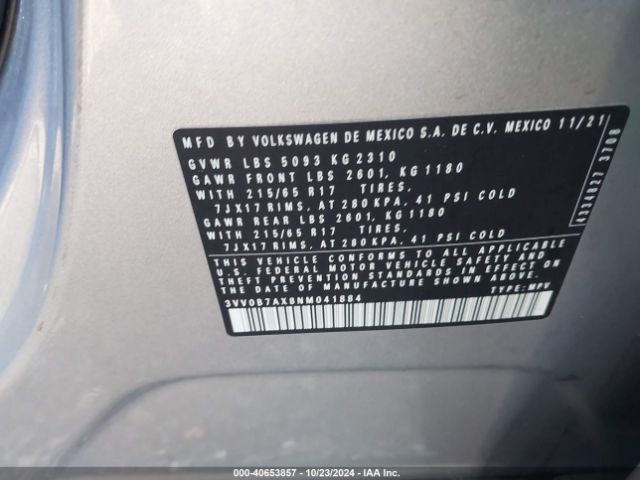 MFD BY VOLKSWAGEN DE MEXICO S.A. DE C.V. MEXICO 11/21
GVWR LBS 5093 KG 2310
GAWR FRONT LBS 2601, KG 1180
WITH 215/65 R17 TIRES,
7JX17 RIMS, AT 280 KPA, 41 PSI COLD
GAWR REAR LBS 2601, KG 1180
WITH 215/65 R17 TIRES,
7JX17 RIMS, AT 280 KPA, 41 PSI COLD
THIS VEHICLE CONFORMS TO ALL APPLICABLE
U.S. FEDERAL MOTOR VEHICLE SAFETY AND
THEFT PREVENTION STANDARDS IN EFFECT ON
THE DATE OF MANUFACTURE SHOWN ABOVE
3VV0B7AX8NM041884 TYPE: MPV
4334827 3708
000-40653857 - 10/23/2024 - IAA Inc.